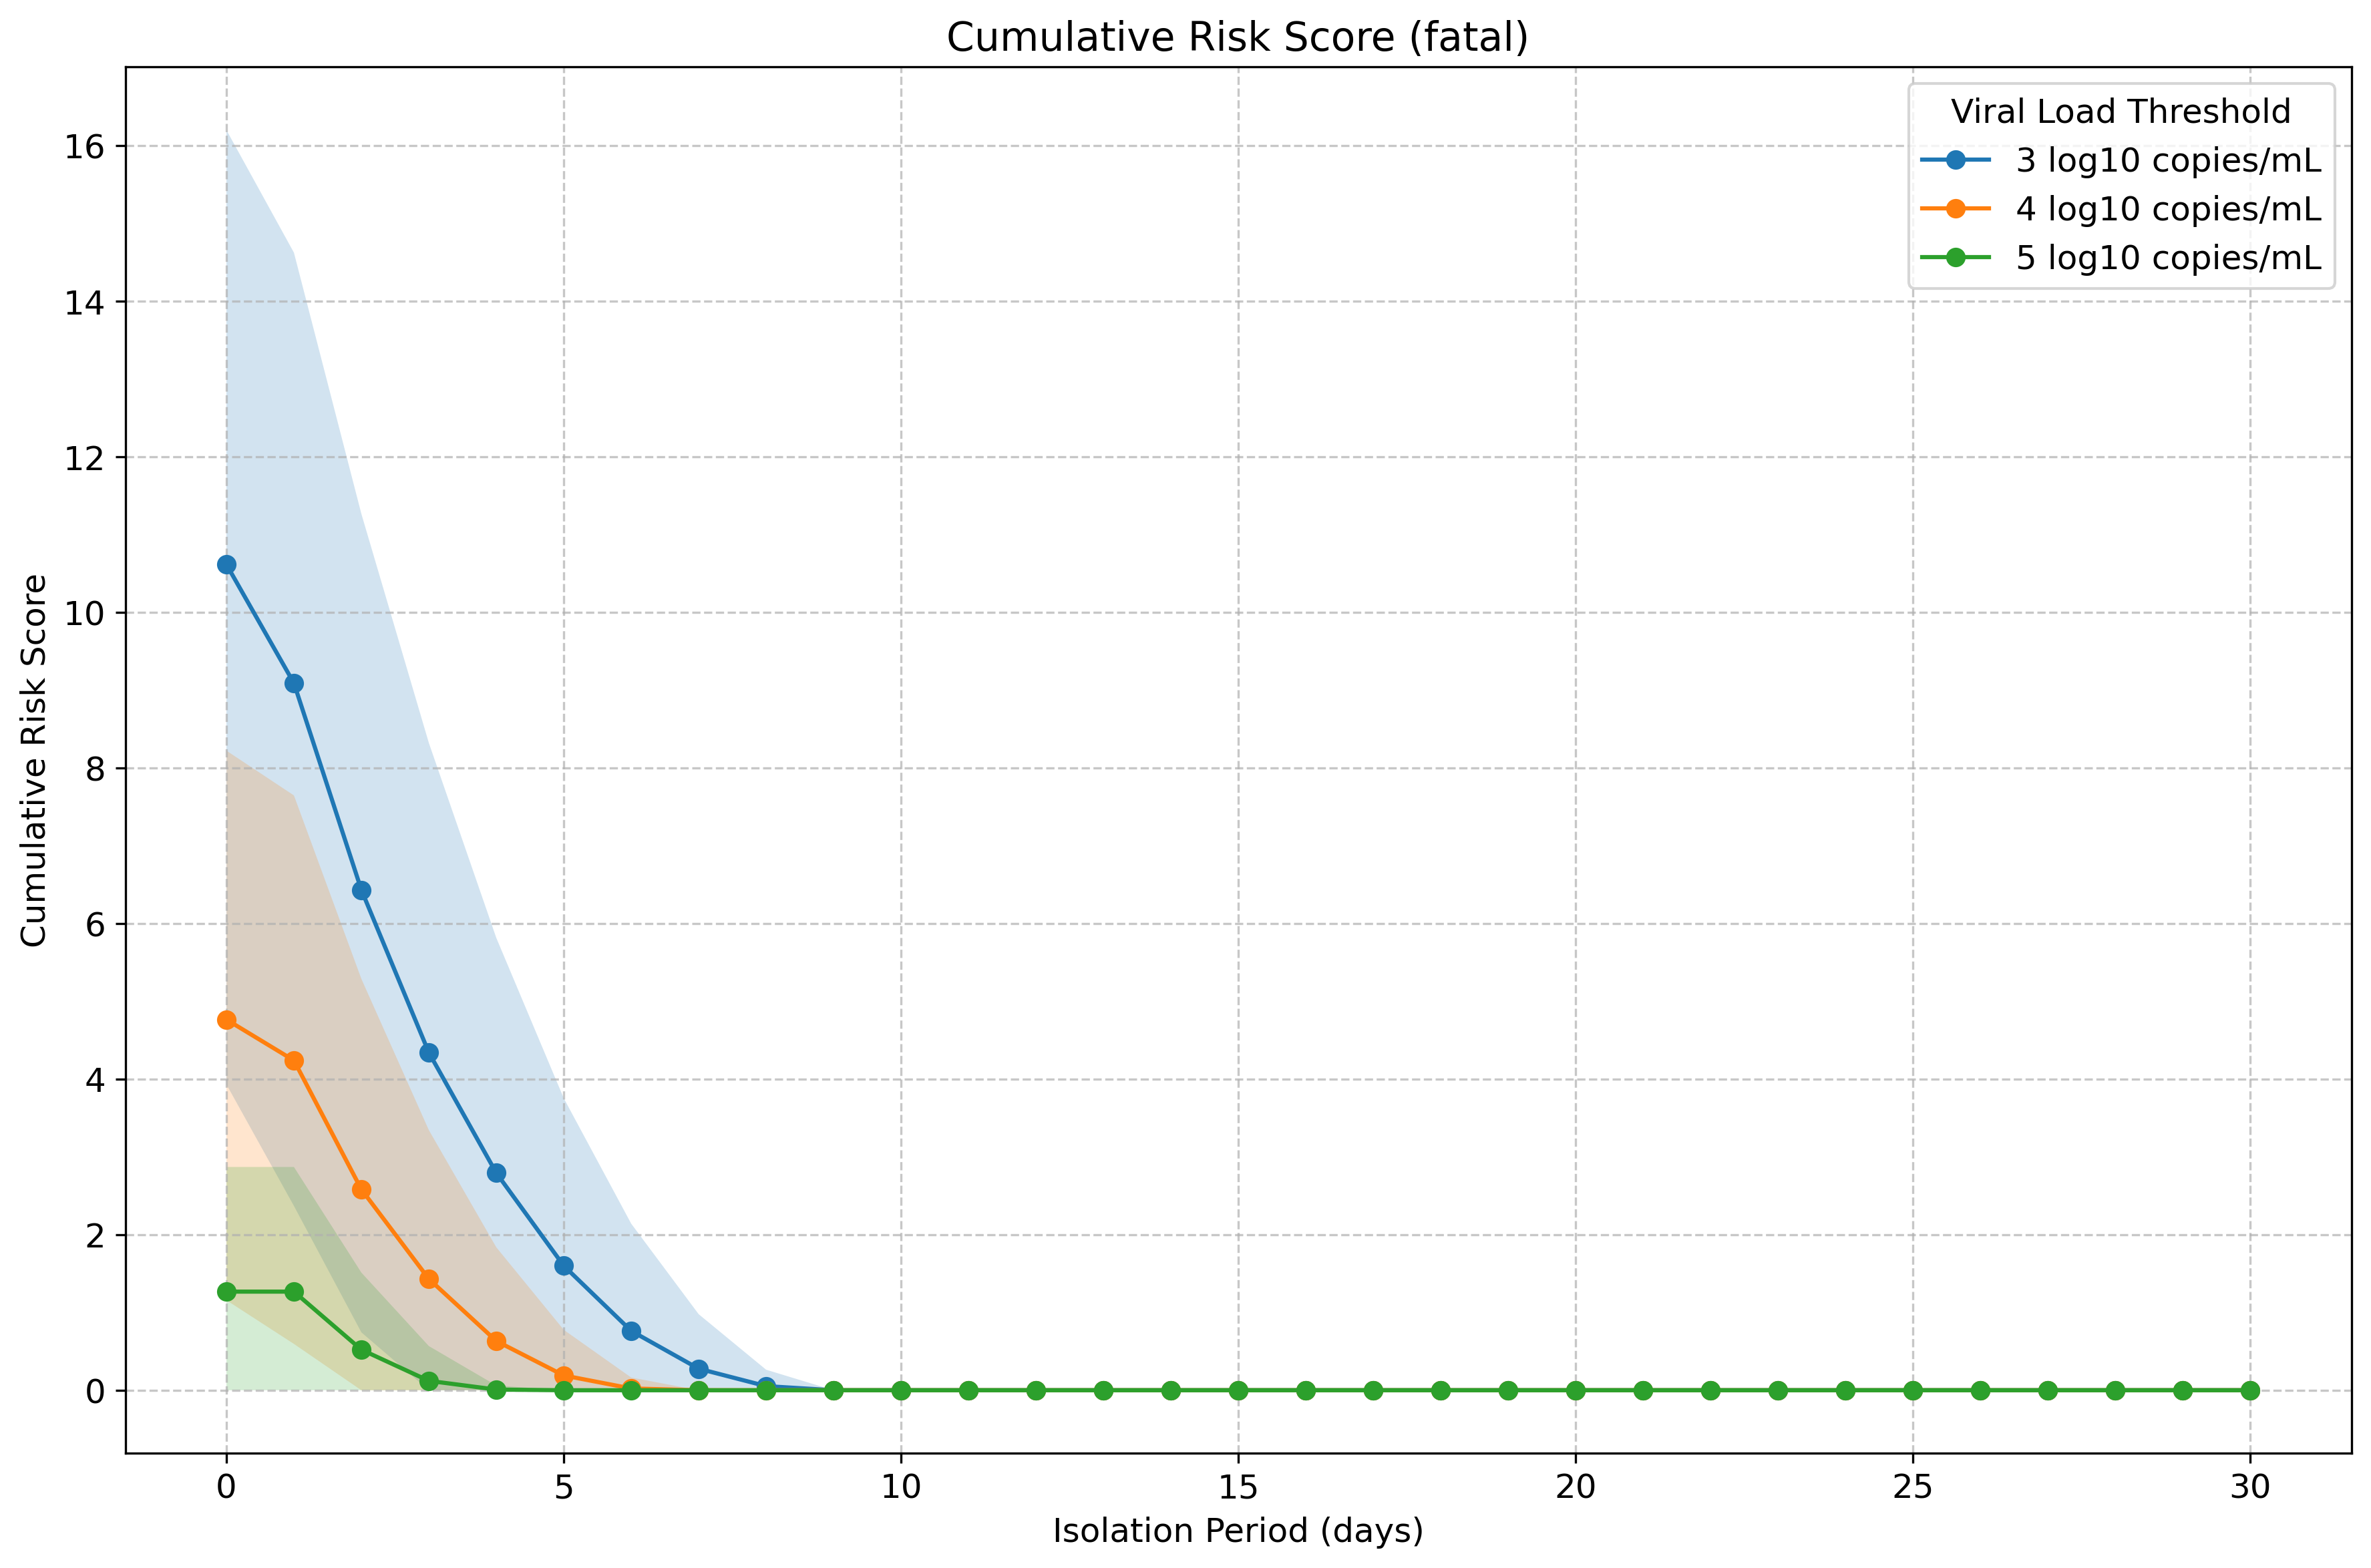 Cumulative Risk Score (fatal)
Viral Load Threshold
3 log10 copies/mL
4 log10 copies/mL
5 log10 copies/mL
Cumulative Risk Score
16
14
12
10
8
6
4
2
0
0 5 10 15 20 25 30
Isolation Period (days)